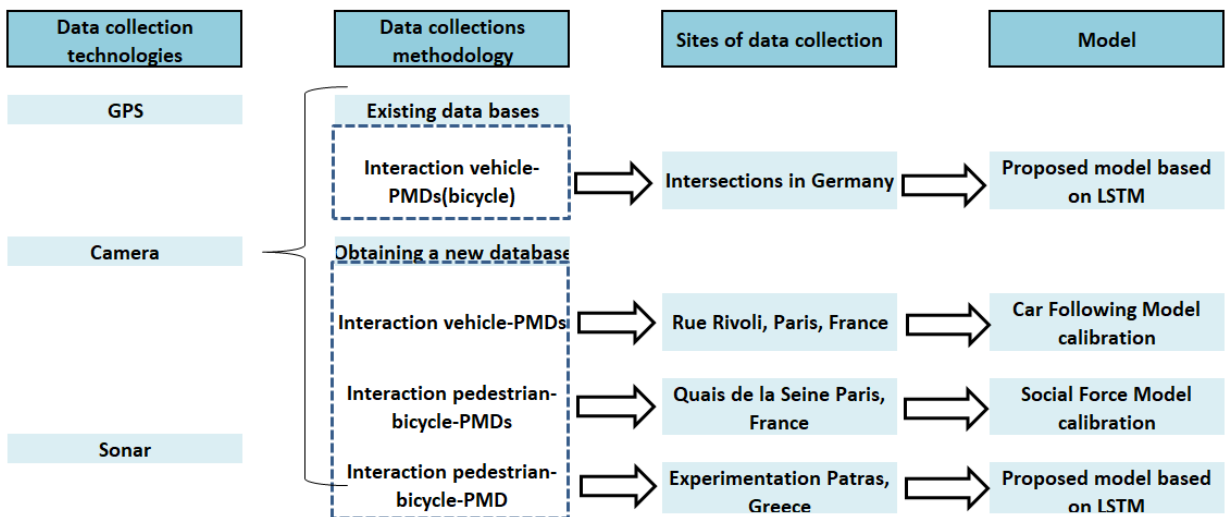 Data collection
technologies
Data collections
methodology
Sites of data collection
Model
GPS
Existing data bases
Interaction vehicle-
PMDs(bicycle)
Intersections in Germany
Proposed model based
on LSTM
Camera
Obtaining a new database
Interaction vehicle-PMDs
Rue Rivoli, Paris, France
Car Following Model
calibration
Interaction pedestrian-
bicycle-PMDs
Quais de la Seine Paris,
France
Social Force Model
calibration
Sonar
Interaction pedestrian-
bicycle-PMD
Experimentation Patras,
Greece
Proposed model based
on LSTM